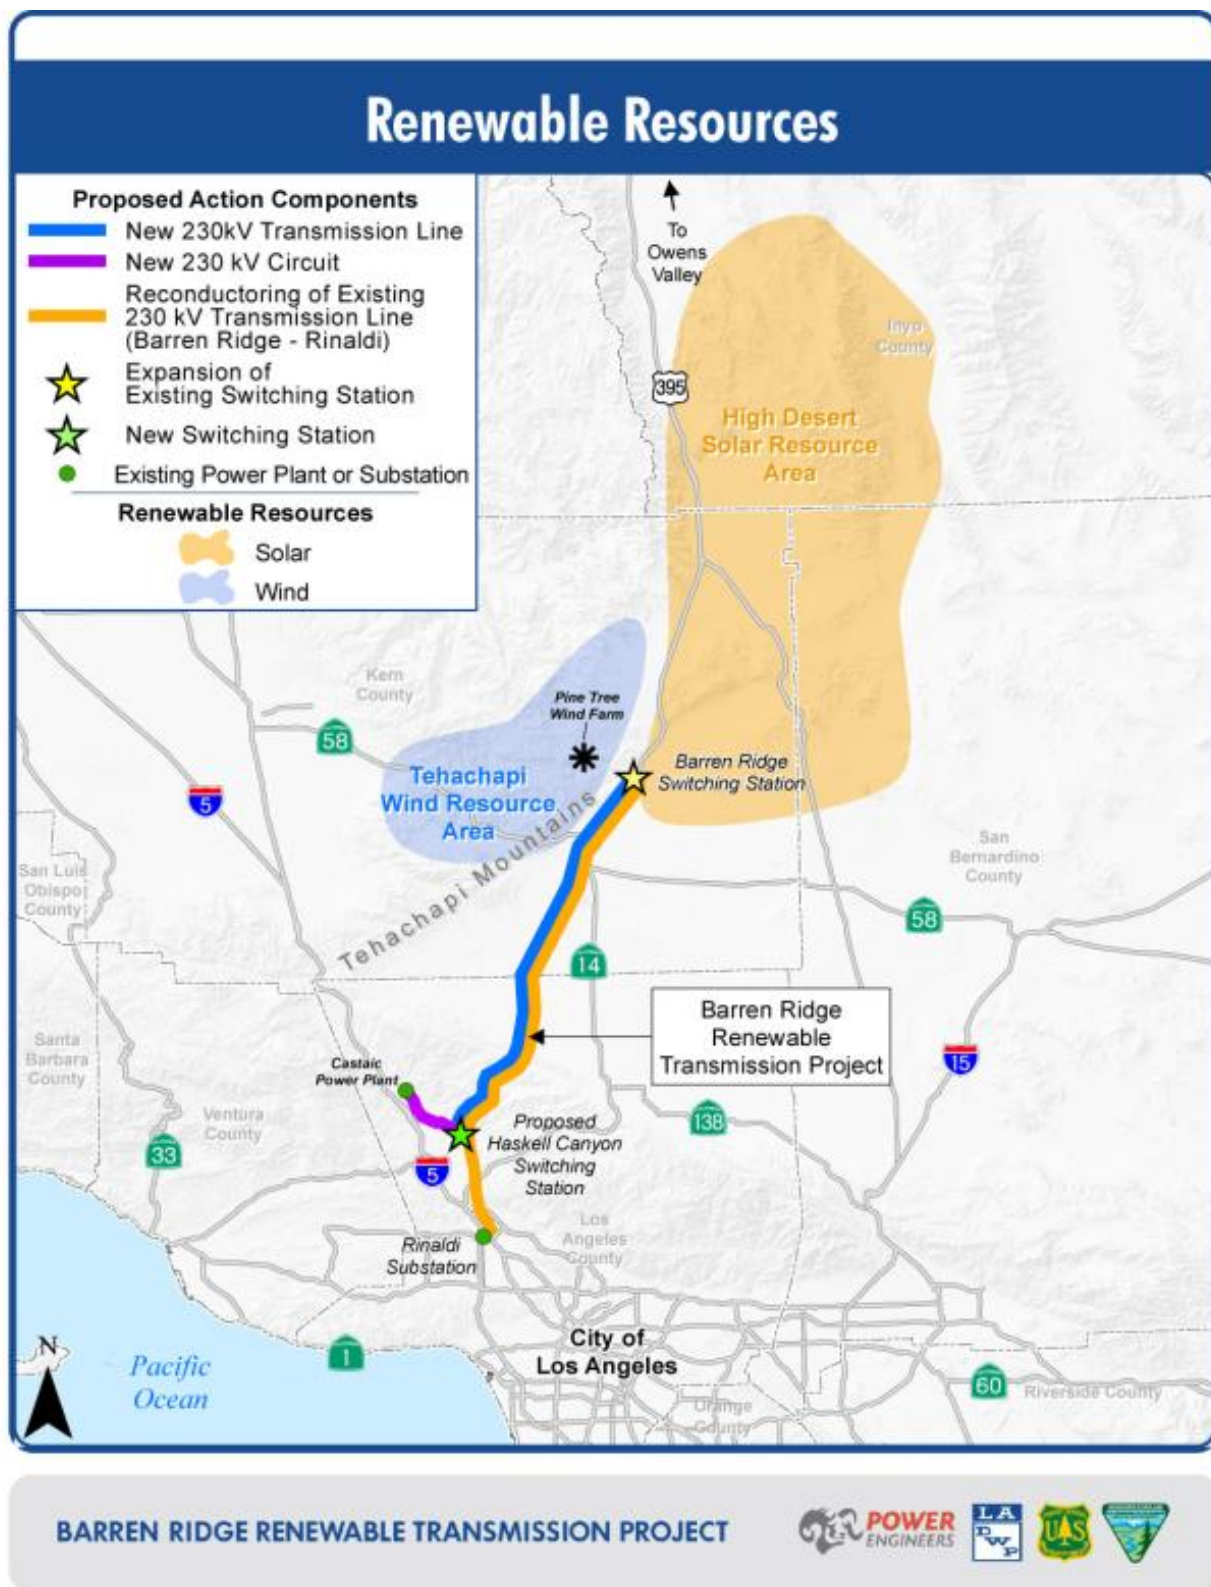 Renewable Resources
Proposed Action Components
New 230kV Transmission Line
New 230 kV Circuit
Reconductoring of Existing
230 kV Transmission Line
(Barren Ridge - Rinaldi)
Expansion of
Existing Switching Station
New Switching Station
Existing Power Plant or Substation
Renewable Resources
Solar
Wind
To
Owens
Valley
Inyo
County
395
High Desert
Solar Resource
Area
Kern
County
Pine Tree
Wind Farm
58
Tehachapi
Wind Resource
Area
Barren Ridge
Switching Station
5
Tehachapi Mountains
San Luis
Obispo
County
San
Bernardino
County
58
14
Barren Ridge
Renewable
Transmission Project
Santa
Barbara
County
15
Castaic
Power Plant
Ventura
County
138
Proposed
Haskell Canyon
Switching
Station
33
5
Los
Angeles
County
Rinaldi
Substation
City of
Los Angeles
N
Pacific
Ocean
1
60
Riverside County
Orange
County
BARREN RIDGE RENEWABLE TRANSMISSION PROJECT
POWER
ENGINEERS
LA
DWP
UAS